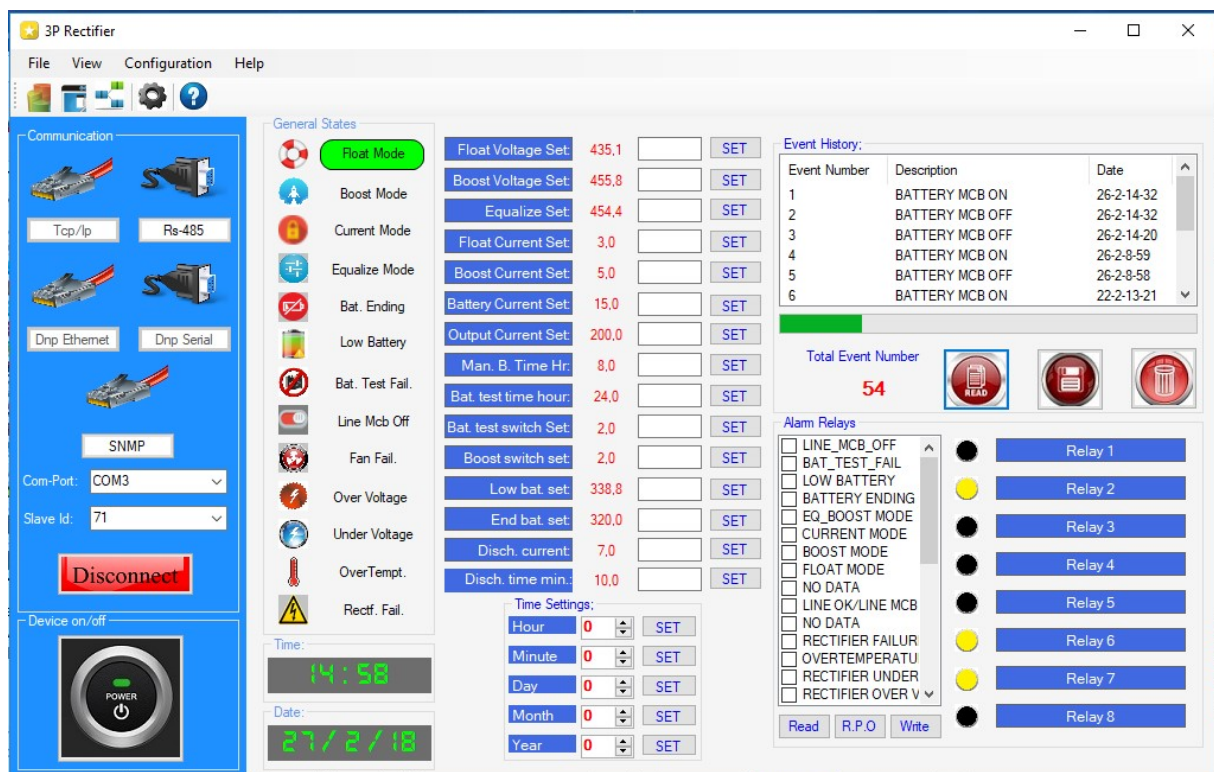 3P Rectifier
File View Configuration Help
Communication
Tcp/Ip Rs-485
Dnp Ethernet Dnp Serial
SNMP
Com-Port: COM3
Slave Id: 71
Disconnect
Device on/off
POWER
General States
Float Mode
Boost Mode
Current Mode
Equalize Mode
Bat. Ending
Low Battery
Bat. Test Fail.
Line Mcb Off
Fan Fail.
Over Voltage
Under Voltage
OverTempt.
Rectf. Fail.
Time:
14:58
Date:
27/2/18
Float Voltage Set: 435,1 SET
Boost Voltage Set: 455,8 SET
Equalize Set: 454,4 SET
Float Current Set: 3,0 SET
Boost Current Set: 5,0 SET
Battery Current Set: 15,0 SET
Output Current Set: 200,0 SET
Man. B. Time Hr: 8,0 SET
Bat. test time hour: 24,0 SET
Bat. test switch Set: 2,0 SET
Boost switch set: 2,0 SET
Low bat. set: 338,8 SET
End bat. set: 320,0 SET
Disch. current: 7,0 SET
Disch. time min.: 10,0 SET
Time Settings;
Hour 0 SET
Minute 0 SET
Day 0 SET
Month 0 SET
Year 0 SET
Event History;
Event Number Description Date
1 BATTERY MCB ON 26-2-14-32
2 BATTERY MCB OFF 26-2-14-32
3 BATTERY MCB OFF 26-2-14-20
4 BATTERY MCB ON 26-2-8-59
5 BATTERY MCB OFF 26-2-8-58
6 BATTERY MCB ON 22-2-13-21
Total Event Number
54
READ
Alarm Relays
LINE_MCB_OFF
BAT_TEST_FAIL
LOW BATTERY
BATTERY ENDING
EQ_BOOST MODE
CURRENT MODE
BOOST MODE
FLOAT MODE
NO DATA
LINE OK/LINE MCB
NO DATA
RECTIFIER FAILUR
OVERTEMPERATU
RECTIFIER UNDER
RECTIFIER OVER V
Read R.P.O Write
Relay 1
Relay 2
Relay 3
Relay 4
Relay 5
Relay 6
Relay 7
Relay 8